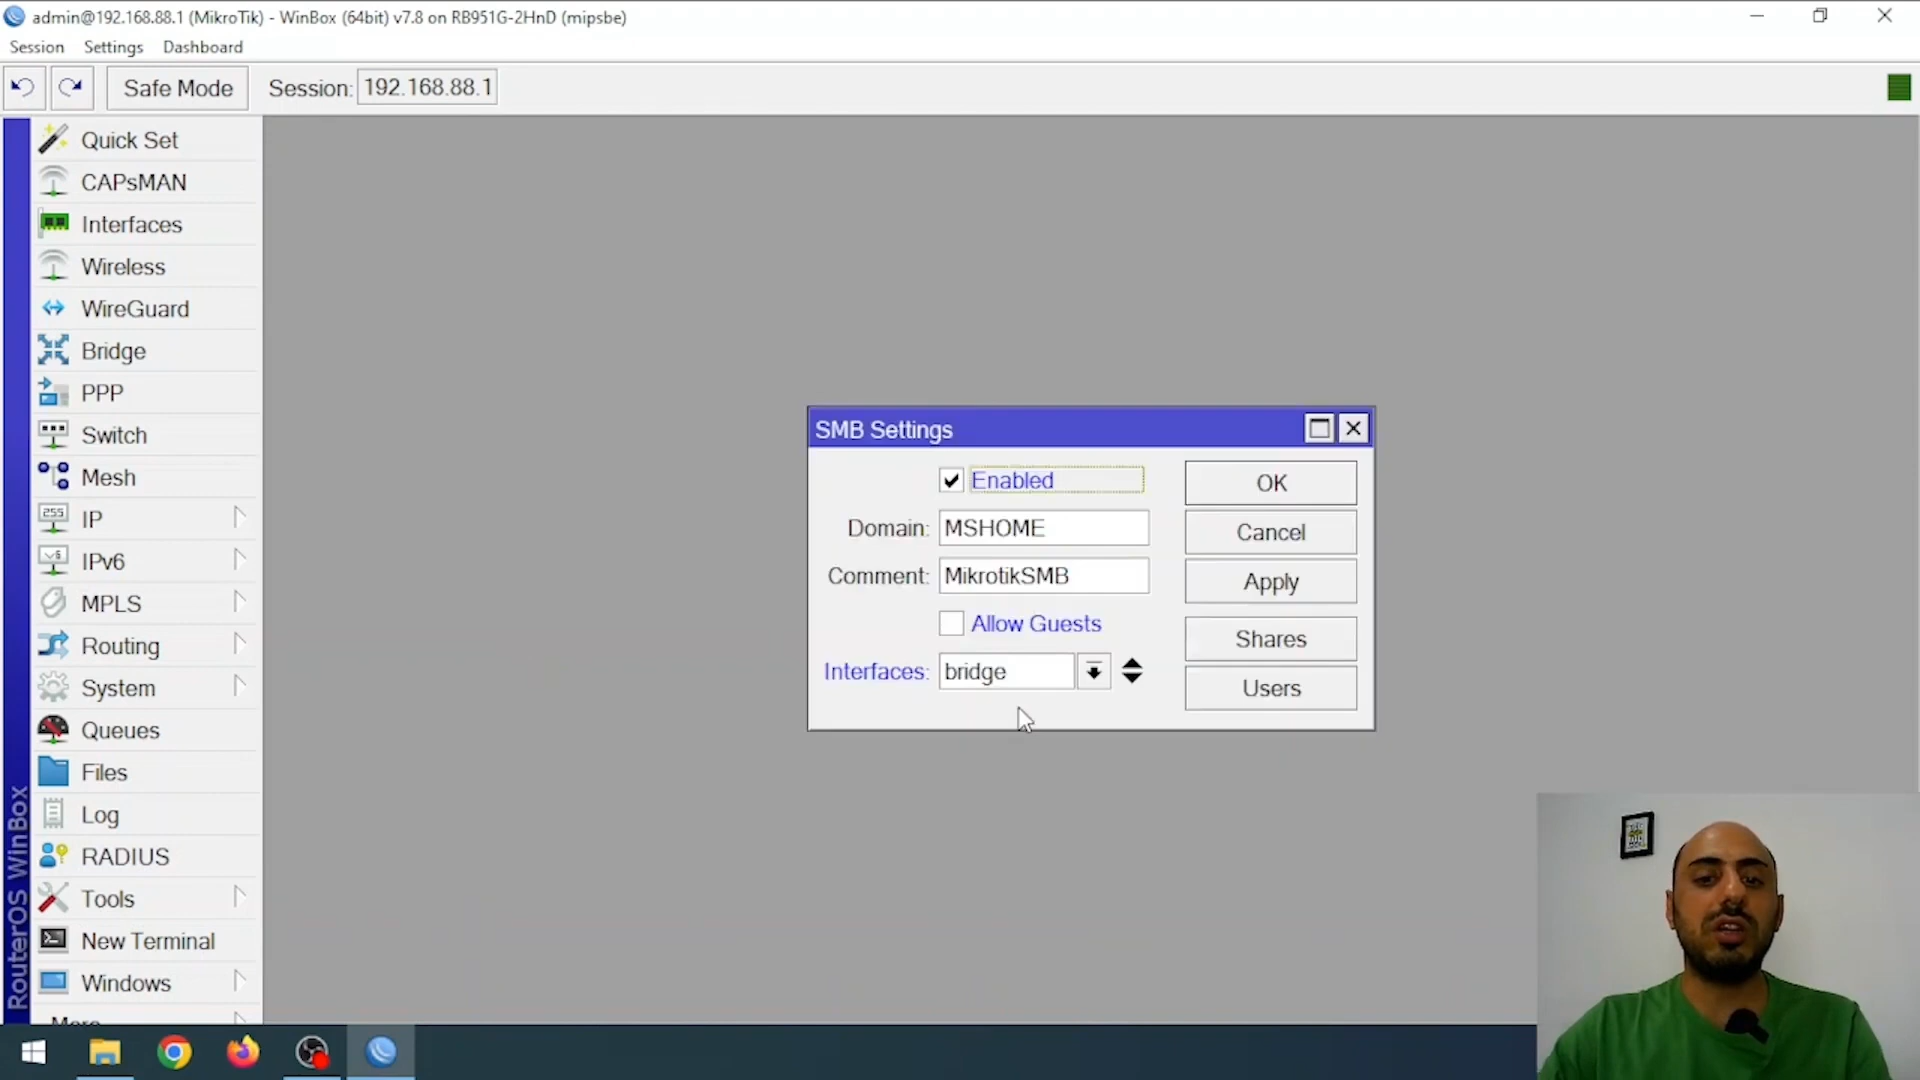 admin@192.168.88.1 (MikroTik) - WinBox (64bit) v7.8 on RB951G-2HnD (mipsbe)
Session Settings Dashboard
Safe Mode Session: 192.168.88.1
Quick Set
CAPsMAN
Interfaces
Wireless
WireGuard
Bridge
PPP
Switch
Mesh
255 IP
v6 IPv6
MPLS
Routing
System
Queues
Files
Log
RADIUS
Tools
New Terminal
Windows
More
RouterOS WinBox
SMB Settings
Enabled
Domain: MSHOME
Comment: MikrotikSMB
Allow Guests
Interfaces: bridge
OK
Cancel
Apply
Shares
Users